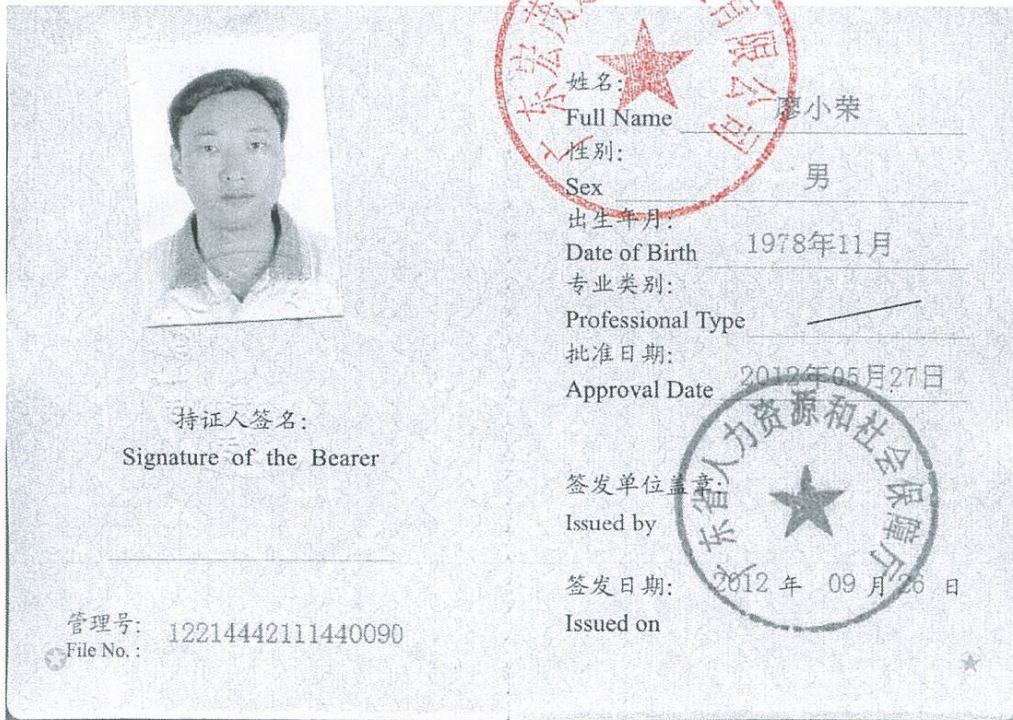 持证人签名:
Signature of the Bearer
管理号:
File No. :
12214442111440090
姓名:
Full Name 廖小荣
性别:
Sex 男
出生年月:
Date of Birth 1978年11月
专业类别:
Professional Type
批准日期:
Approval Date 2012年05月27日
签发单位盖章:
Issued by
签发日期: 2012 年 09 月 26 日
Issued on
广东省人力资源和社会保障厅
有限公司